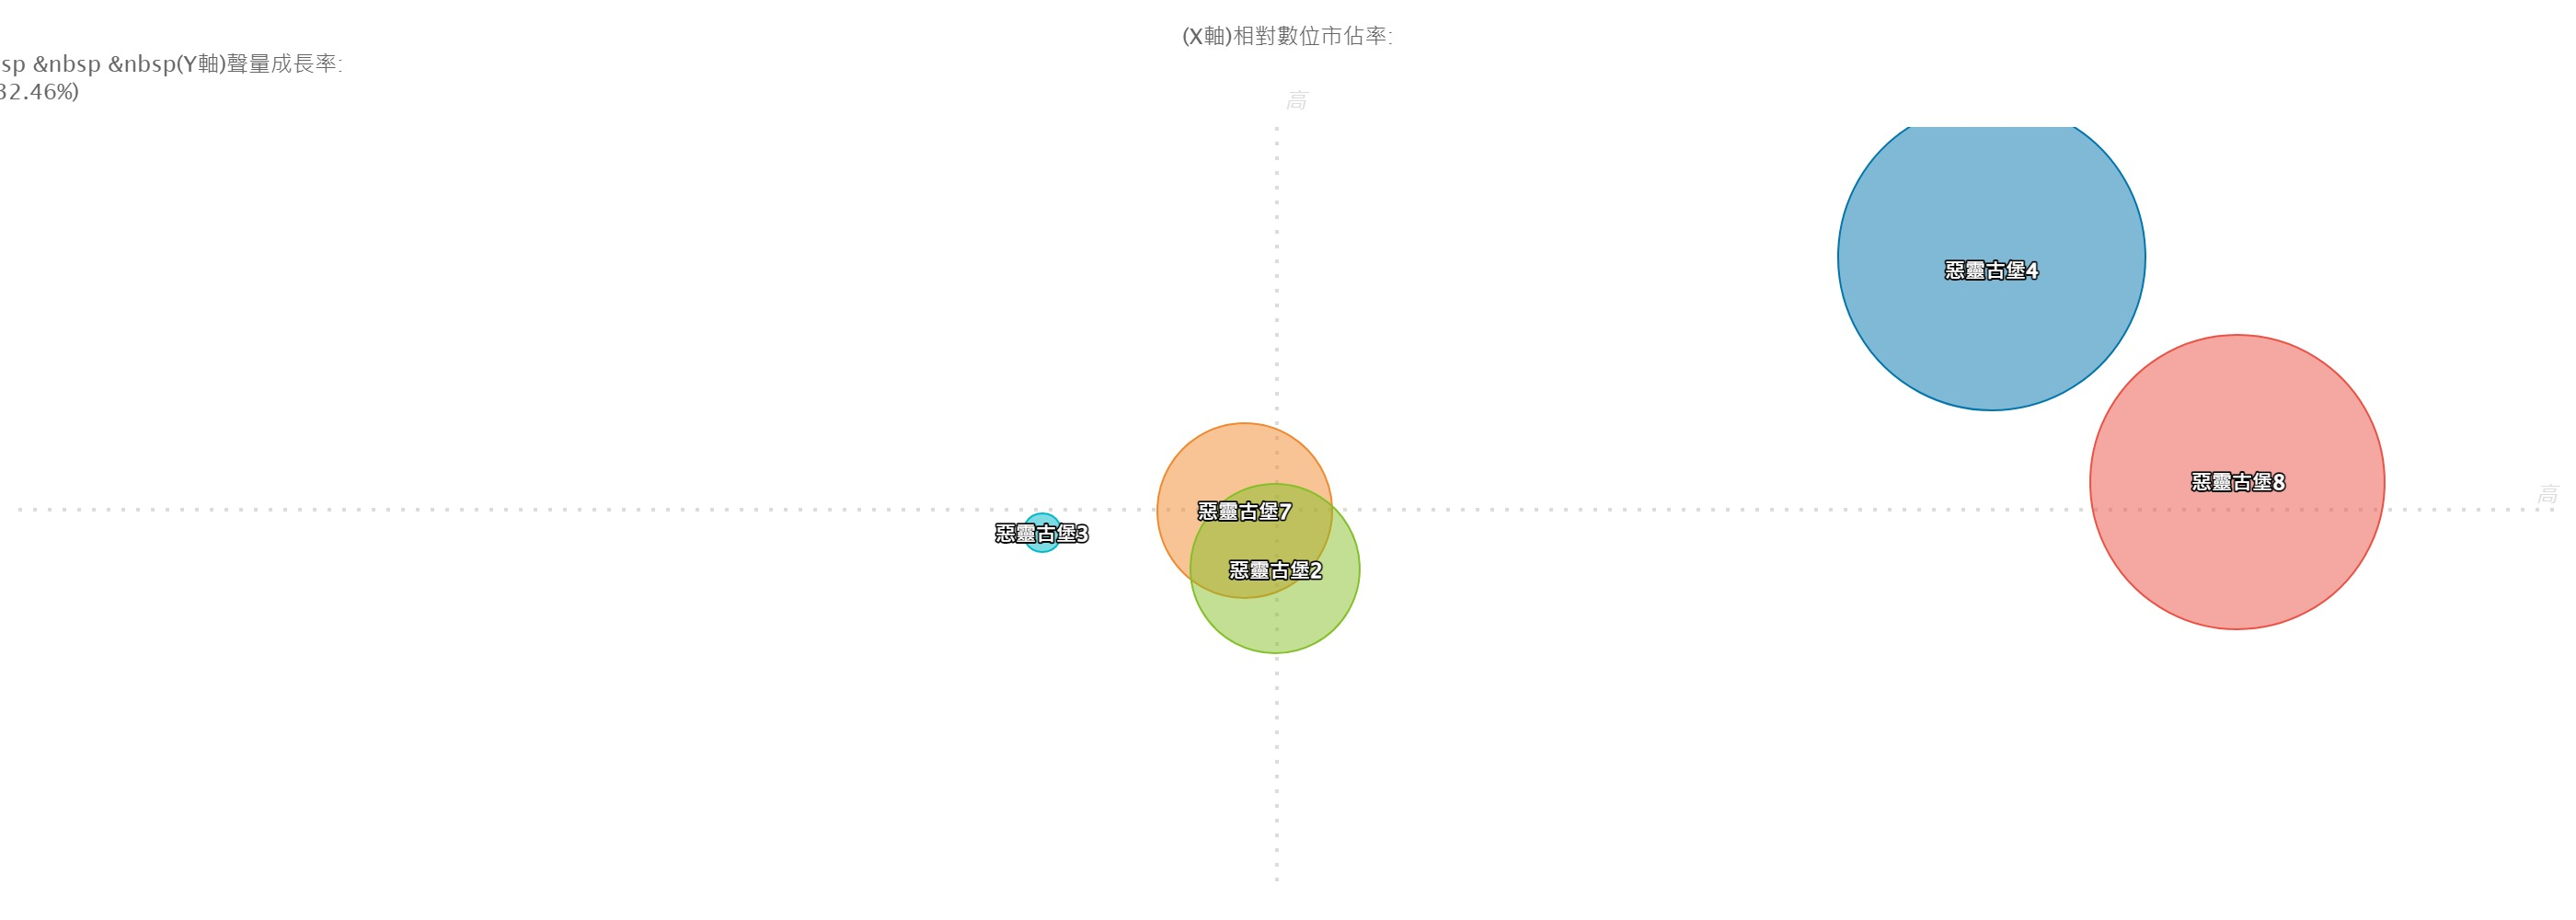 (X軸)相對數位市佔率:
sp &nbsp &nbsp(Y軸)聲量成長率:
32.46%)
高
惡靈古堡4
惡靈古堡8
高
惡靈古堡7
惡靈古堡3
惡靈古堡2